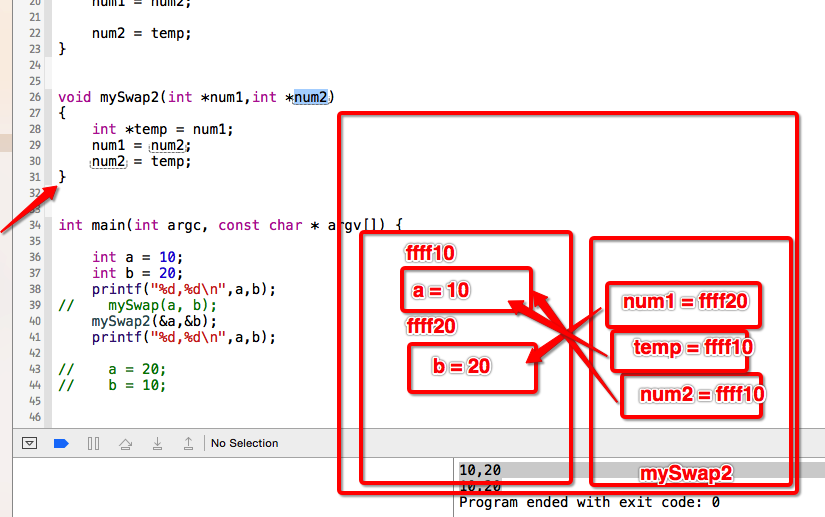 20 num1 = num2;
21
22 num2 = temp;
23 }
24
25
26 void mySwap2(int *num1,int *num2)
27 {
28 int *temp = num1;
29 num1 = num2;
30 num2 = temp;
31 }
32
33
34 int main(int argc, const char * argv[]) {
35
36 int a = 10;
37 int b = 20;
38 printf("%d,%d\n",a,b);
39 // mySwap(a, b);
40 mySwap2(&a,&b);
41 printf("%d,%d\n",a,b);
42
43 // a = 20;
44 // b = 10;
45
46
ffff10
a = 10
ffff20
b = 20
num1 = ffff20
temp = ffff10
num2 = ffff10
mySwap2
No Selection
10,20
10,20
Program ended with exit code: 0